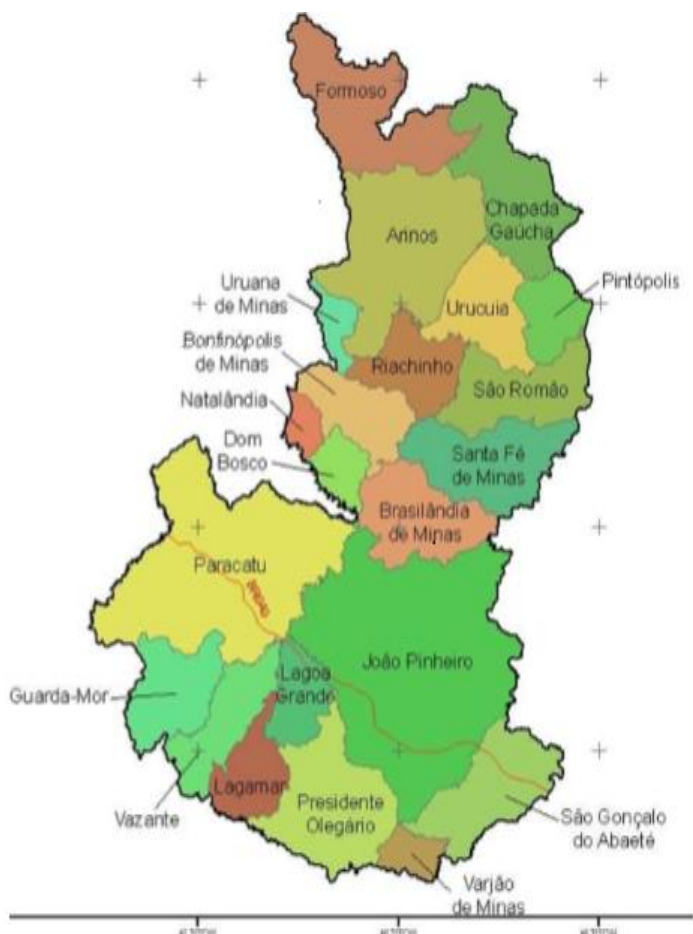 Formoso
Chapada
Gaúcha
Arinos
Uruana
de Minas
Pintópolis
Urucuia
Bonfinópolis
de Minas
Riachinho
São Romão
Natalândia
Dom
Bosco
Santa Fé
de Minas
Brasilândia
de Minas
Paracatu
João Pinheiro
Lagoa
Grande
Guarda-Mor
Lagamar
Presidente
Olegário
São Gonçalo
do Abaeté
Vazante
Varjão
de Minas